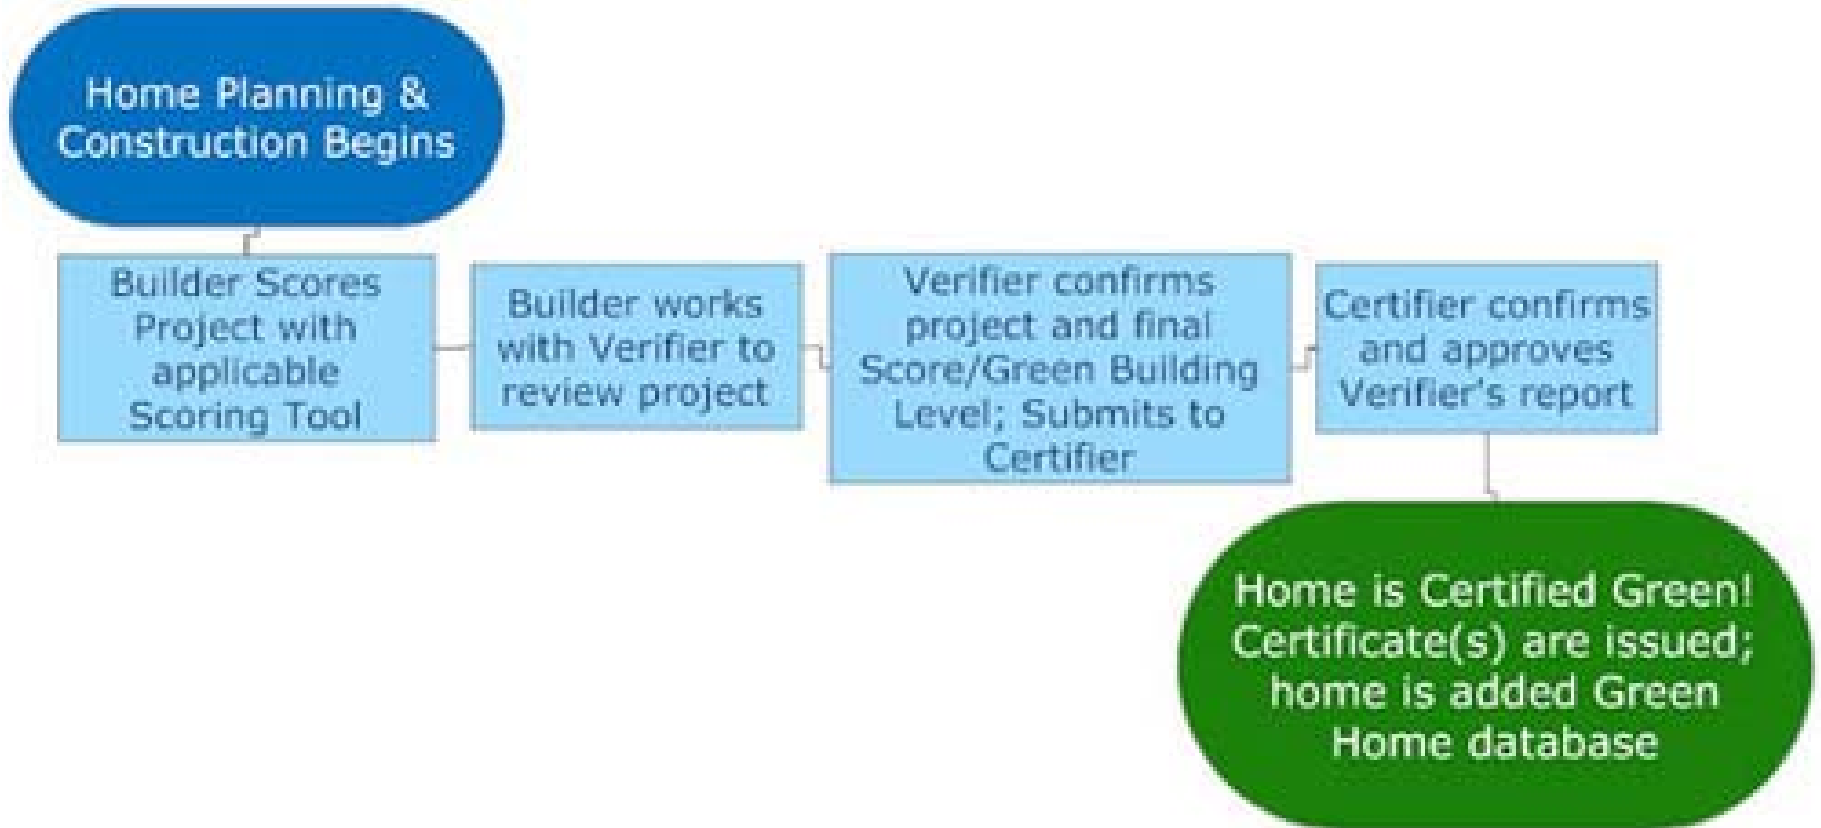 Home Planning &
Construction Begins
Builder Scores
Project with
applicable
Scoring Tool
Builder works
with Verifier to
review project
Verifier confirms
project and final
Score/Green Building
Level; Submits to
Certifier
Certifier confirms
and approves
Verifier's report
Home is Certified Green!
Certificate(s) are issued;
home is added Green
Home database